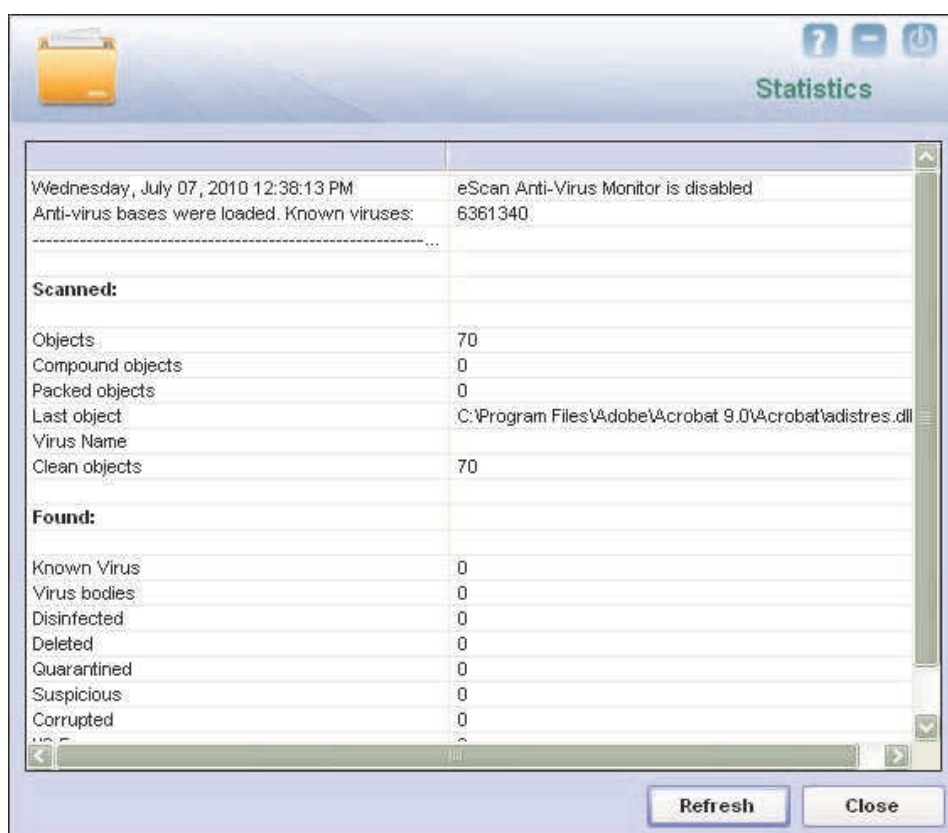 ?
Statistics
Wednesday, July 07, 2010 12:38:13 PM eScan Anti-Virus Monitor is disabled
Anti-virus bases were loaded. Known viruses: 6361340
----------------------------------------------------------...
Scanned:
Objects 70
Compound objects 0
Packed objects 0
Last object C:\Program Files\Adobe\Acrobat 9.0\Acrobat\adistres.dll
Virus Name
Clean objects 70
Found:
Known Virus 0
Virus bodies 0
Disinfected 0
Deleted 0
Quarantined 0
Suspicious 0
Corrupted 0
Refresh Close